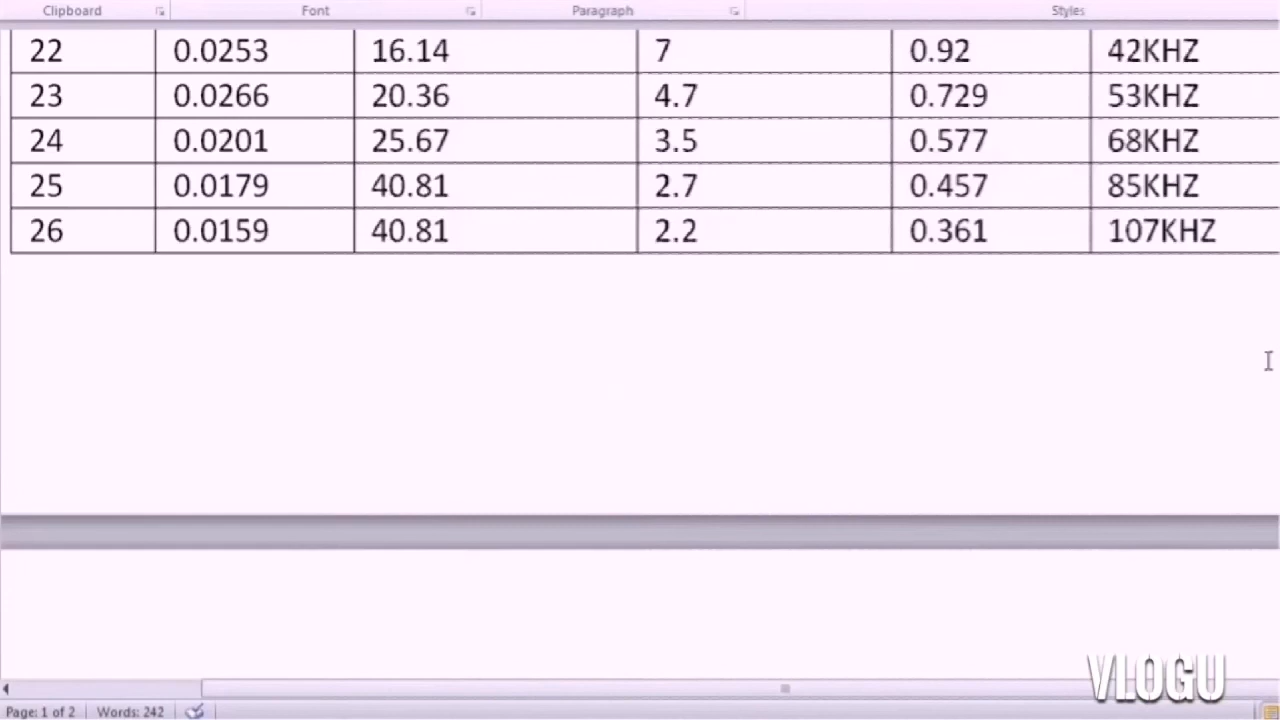 Clipboard Font Paragraph Styles
22 0.0253 16.14 7 0.92 42KHZ
23 0.0266 20.36 4.7 0.729 53KHZ
24 0.0201 25.67 3.5 0.577 68KHZ
25 0.0179 40.81 2.7 0.457 85KHZ
26 0.0159 40.81 2.2 0.361 107KHZ
VLOGU
Page: 1 of 2 Words: 242